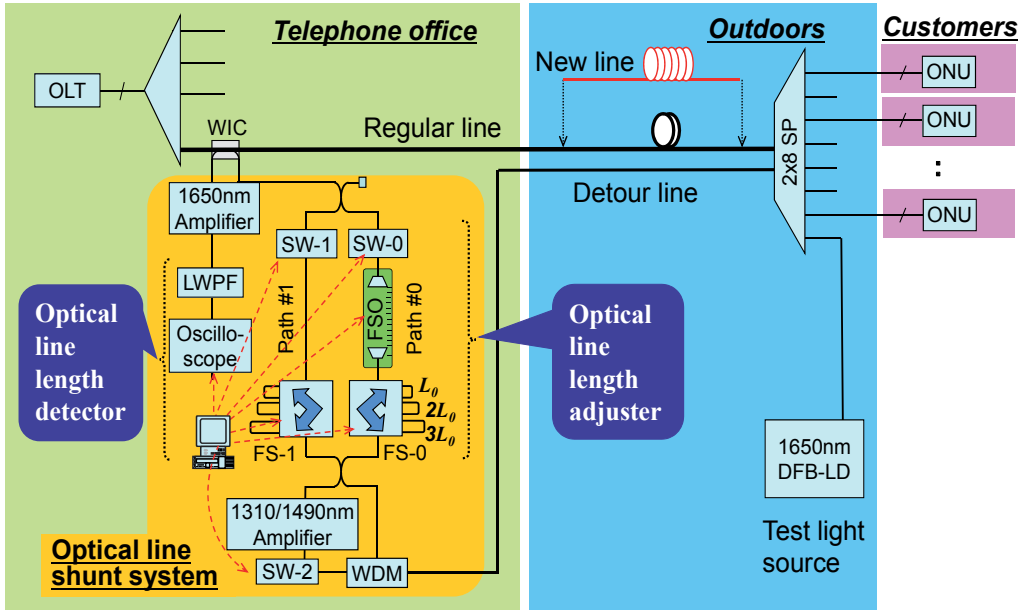 Telephone office
Outdoors
Customers
OLT
WIC
Regular line
New line
Detour line
2x8 SP
ONU
ONU
:
ONU
1650nm
Amplifier
LWPF
Oscillo-
scope
SW-1
SW-0
Path #1
FSO
Path #0
L₀
2L₀
3L₀
FS-1
FS-0
Optical
line
length
detector
Optical
line
length
adjuster
1310/1490nm
Amplifier
SW-2
WDM
Optical line
shunt system
1650nm
DFB-LD
Test light
source